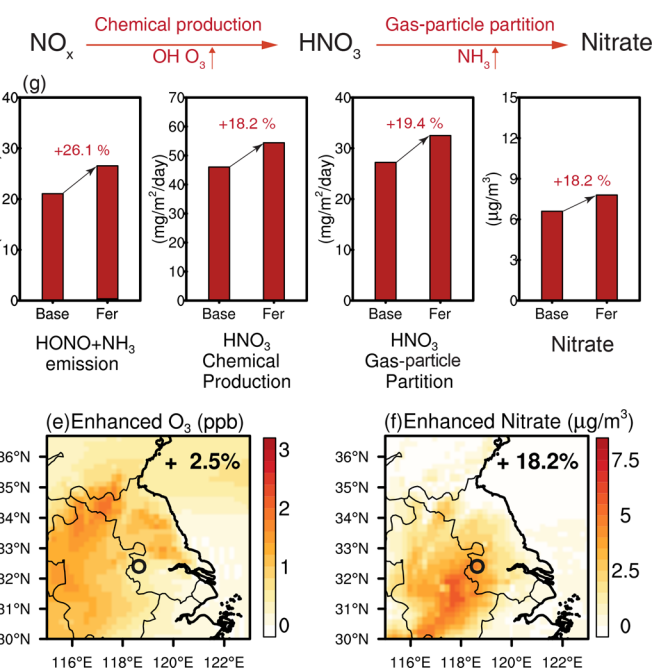 Chemical production
Gas-particle partition
NOx
HNO3
Nitrate
OH O3↑
NH3↑
(g)
40
30
20
10
0
+26.1 %
Base
Fer
HONO+NH3
emission
(mg/m²/day)
70
60
50
40
30
20
10
0
+18.2 %
Base
Fer
HNO3
Chemical
Production
(mg/m²/day)
40
30
20
10
0
+19.4 %
Base
Fer
HNO3
Gas-particle
Partition
(μg/m³)
15
12
9
6
3
0
+18.2 %
Base
Fer
Nitrate
(e)Enhanced O3 (ppb)
+ 2.5%
36°N
35°N
34°N
33°N
32°N
31°N
30°N
116°E
118°E
120°E
122°E
3
2
1
0
(f)Enhanced Nitrate (μg/m³)
+ 18.2%
36°N
35°N
34°N
33°N
32°N
31°N
30°N
116°E
118°E
120°E
122°E
7.5
5
2.5
0